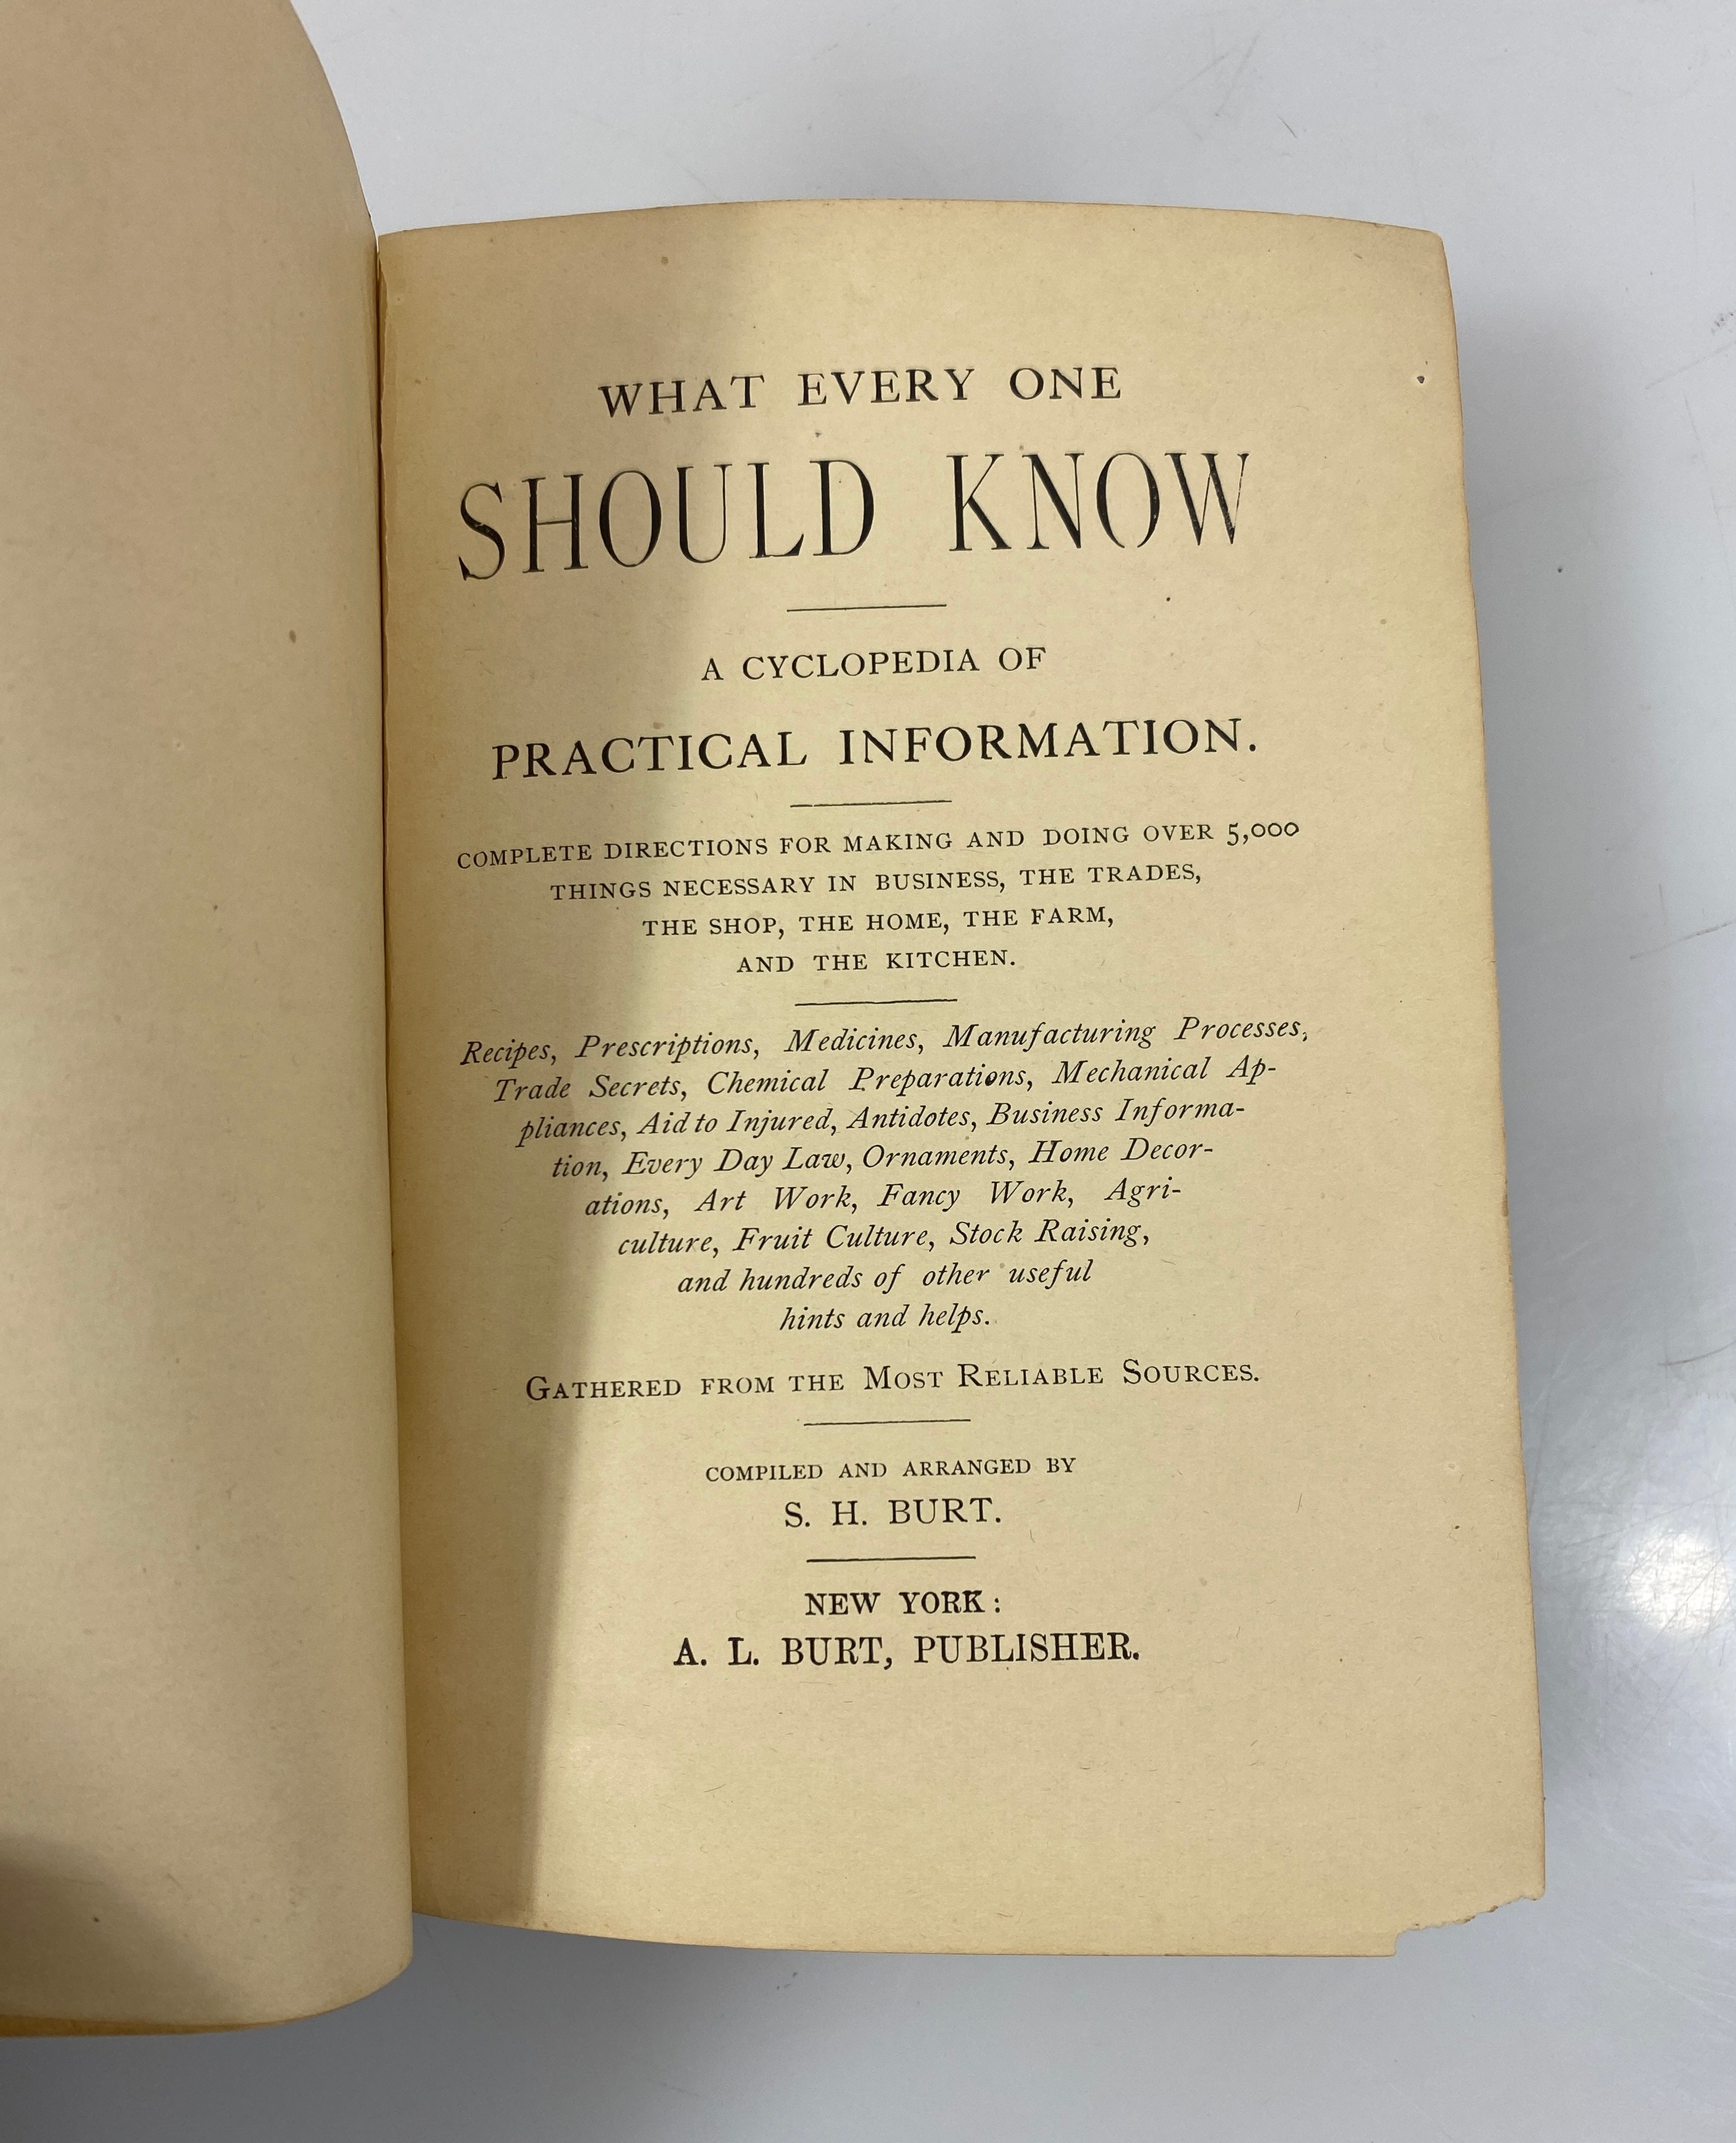 WHAT EVERY ONE
SHOULD KNOW
A CYCLOPEDIA OF
PRACTICAL INFORMATION.
COMPLETE DIRECTIONS FOR MAKING AND DOING OVER 5,000
THINGS NECESSARY IN BUSINESS, THE TRADES,
THE SHOP, THE HOME, THE FARM,
AND THE KITCHEN.
Recipes, Prescriptions, Medicines, Manufacturing Processes,
Trade Secrets, Chemical Preparations, Mechanical Ap-
pliances, Aid to Injured, Antidotes, Business Informa-
tion, Every Day Law, Ornaments, Home Decor-
ations, Art Work, Fancy Work, Agri-
culture, Fruit Culture, Stock Raising,
and hundreds of other useful
hints and helps.
GATHERED FROM THE MOST RELIABLE SOURCES.
COMPILED AND ARRANGED BY
S. H. BURT.
NEW YORK:
A. L. BURT, PUBLISHER.